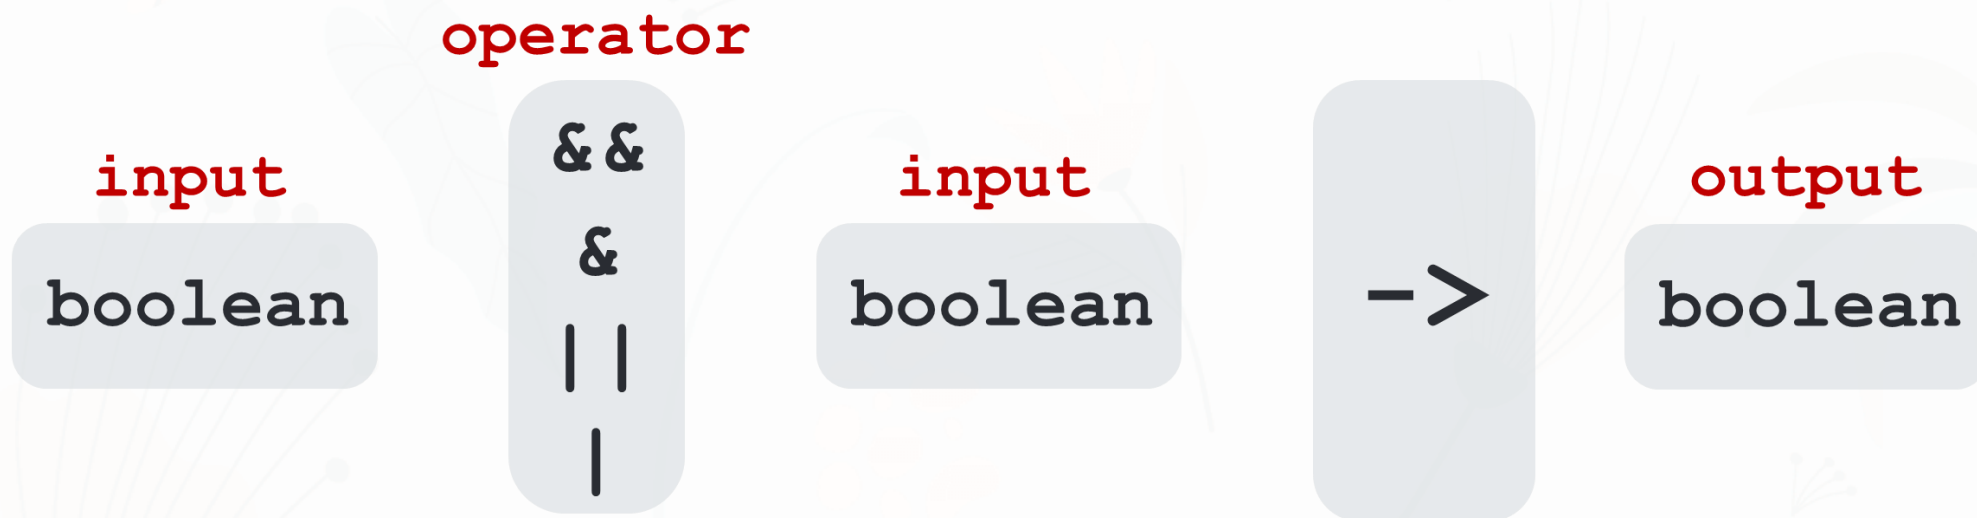 operator
input
input
output
&&
&
||
|
boolean
boolean
->
boolean